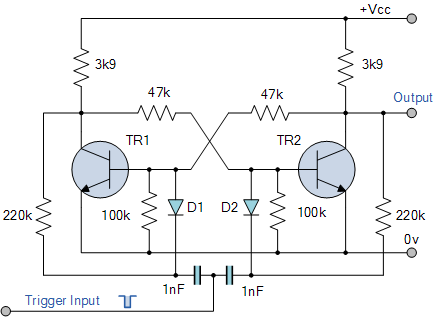 +Vcc
3k9
3k9
47k
47k
Output
TR1
TR2
220k
100k
D1
D2
100k
220k
0v
1nF
1nF
Trigger Input